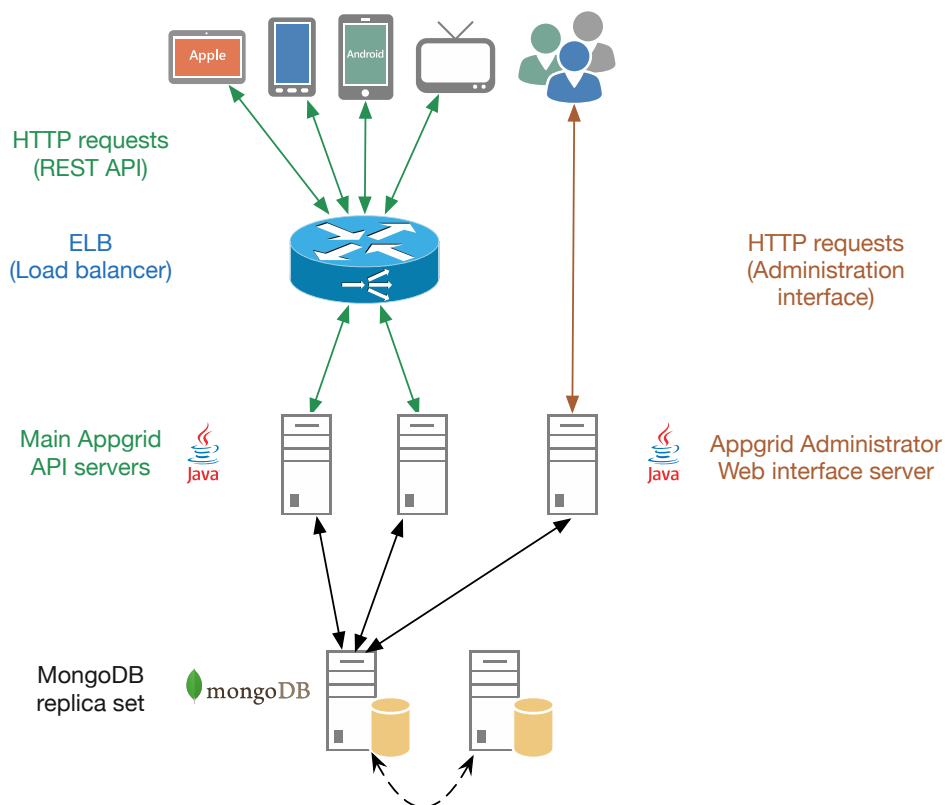 Apple
Android
HTTP requests
(REST API)
ELB
(Load balancer)
HTTP requests
(Administration
interface)
Main Appgrid
API servers
Java
Java
Appgrid Administrator
Web interface server
MongoDB
replica set
mongoDB